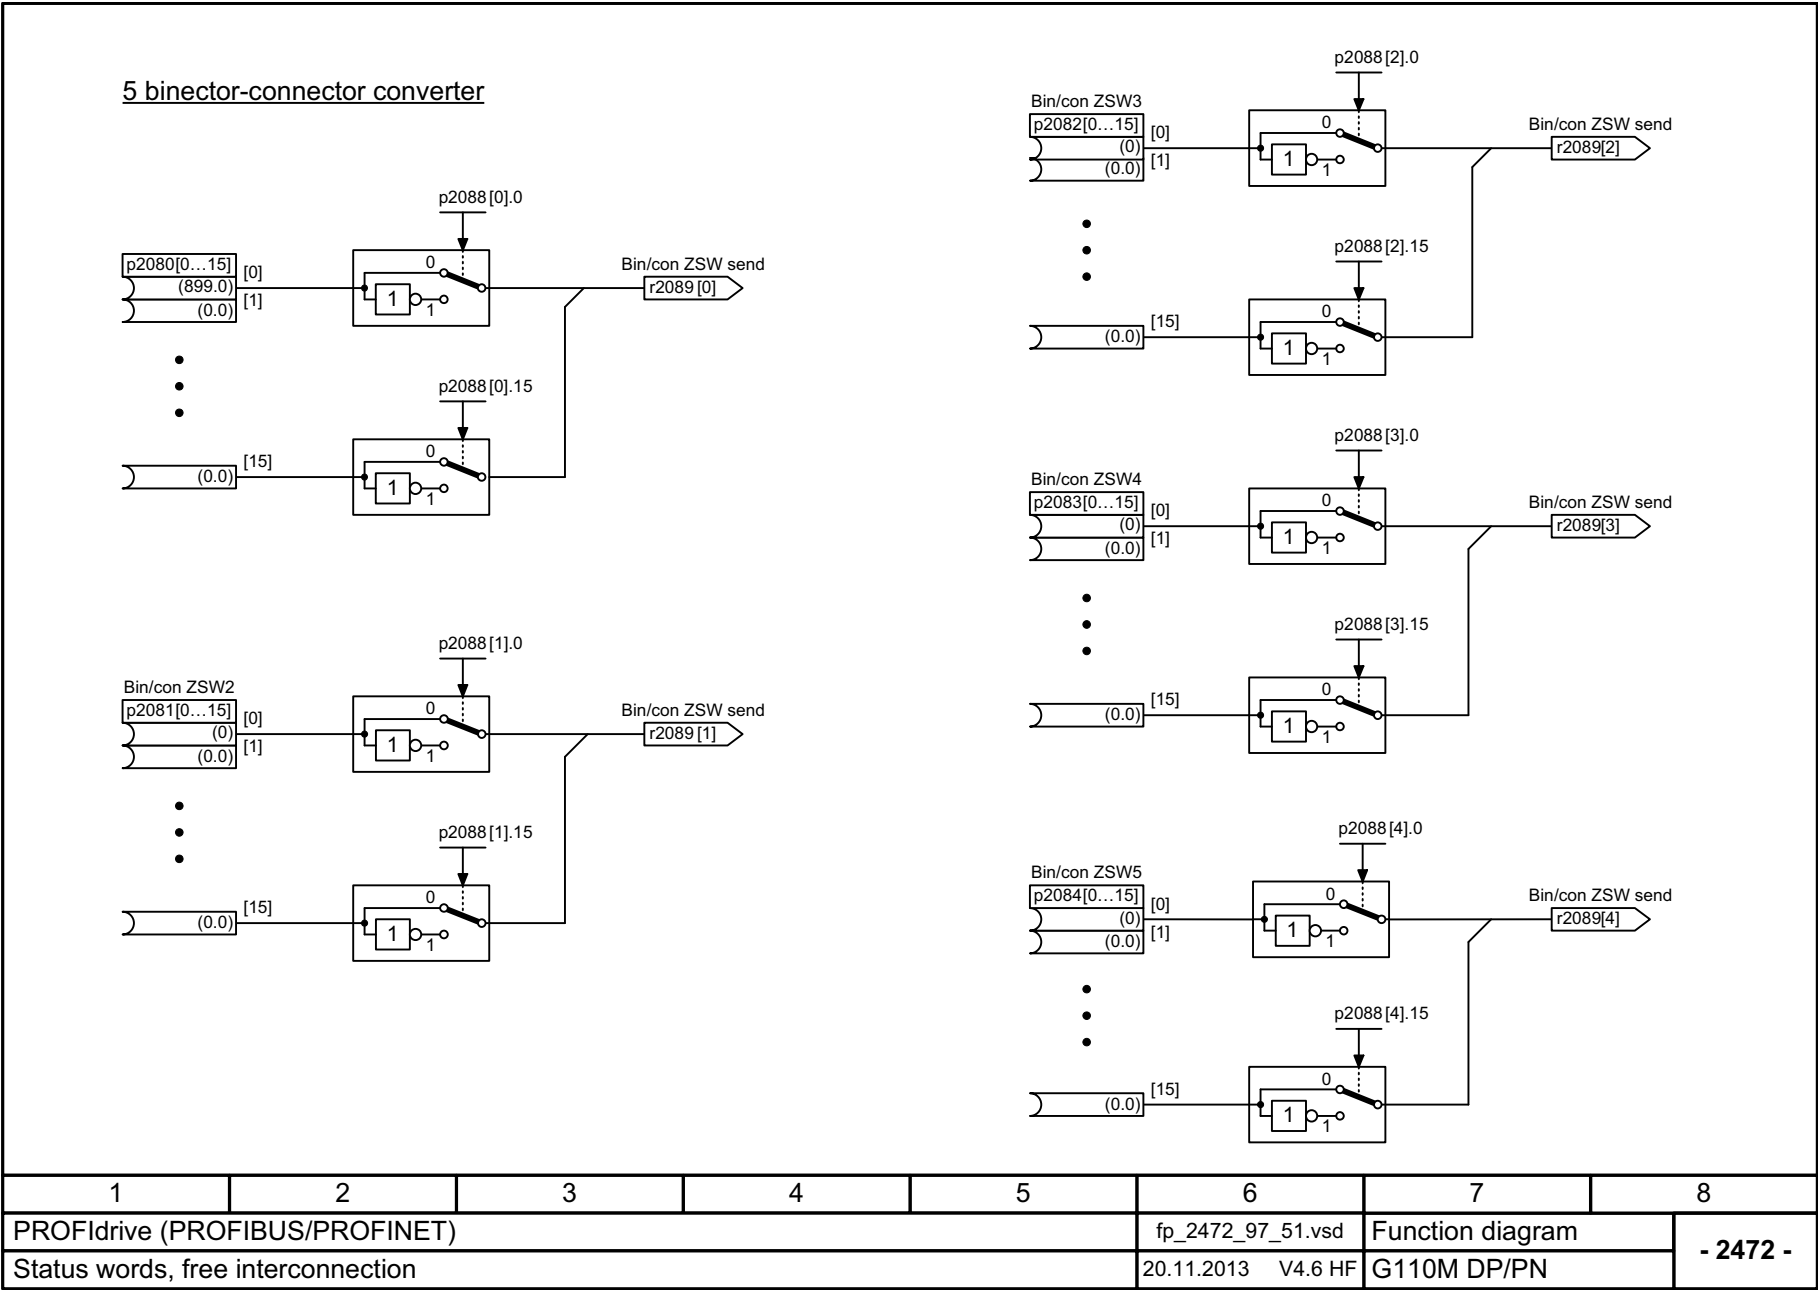 5 binector-connector converter
p2088[0].0
p2080[0...15]
[0]
(899.0)
[1]
(0.0)
0
1
1
Bin/con ZSW send
r2089[0]
p2088[0].15
[15]
(0.0)
0
1
1
p2088[1].0
Bin/con ZSW2
p2081[0...15]
[0]
(0)
[1]
(0.0)
0
1
1
Bin/con ZSW send
r2089[1]
p2088[1].15
[15]
(0.0)
0
1
1
p2088[2].0
Bin/con ZSW3
p2082[0...15]
[0]
(0)
[1]
(0.0)
0
1
1
Bin/con ZSW send
r2089[2]
p2088[2].15
[15]
(0.0)
0
1
1
p2088[3].0
Bin/con ZSW4
p2083[0...15]
[0]
(0)
[1]
(0.0)
0
1
1
Bin/con ZSW send
r2089[3]
p2088[3].15
[15]
(0.0)
0
1
1
p2088[4].0
Bin/con ZSW5
p2084[0...15]
[0]
(0)
[1]
(0.0)
0
1
1
Bin/con ZSW send
r2089[4]
p2088[4].15
[15]
(0.0)
0
1
1
1 2 3 4 5 6 7 8
PROFIdrive (PROFIBUS/PROFINET) fp_2472_97_51.vsd Function diagram
- 2472 -
Status words, free interconnection 20.11.2013 V4.6 HF G110M DP/PN